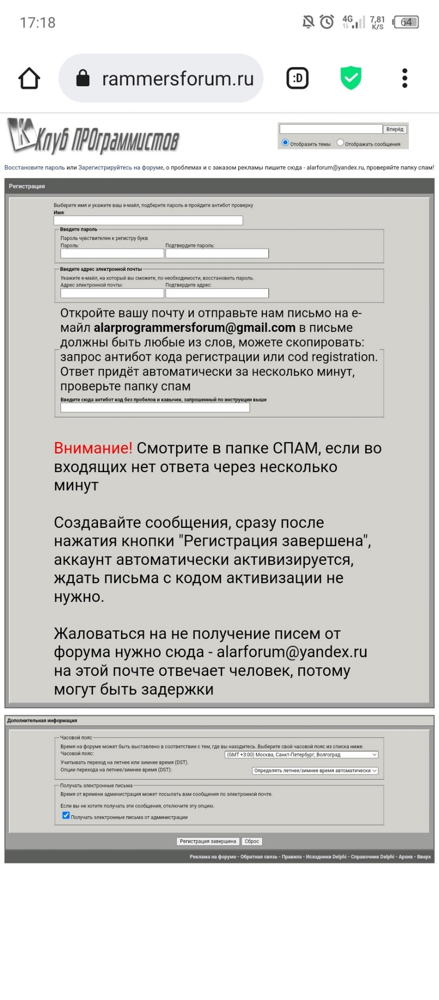 17:18
4G 7,81 K/S 64
rammersforum.ru :D
Клуб ПРОграммистов
Вперёд
Отобразить темы Отображать сообщения
Восстановите пароль или Зарегистрируйтесь на форуме, о проблемах и с заказом рекламы пишите сюда - alarforum@yandex.ru, проверяйте папку спам!
Регистрация
Выберите имя и укажите ваш е-майл, подберите пароль и пройдите антибот проверку
Имя:
Введите пароль
Пароль чувствителен к регистру букв
Пароль: Подтвердите пароль:
Введите адрес электронной почты
Укажите е-майл, на который вы сможете, по необходимости, восстановить пароль.
Адрес электронной почты: Подтвердите адрес:
Откройте вашу почту и отправьте нам письмо на е-
майл alarprogrammersforum@gmail.com в письме
должны быть любые из слов, можете скопировать:
запрос антибот кода регистрации или cod registration.
Ответ придёт автоматически за несколько минут,
проверьте папку спам
Введите сюда антибот код без пробелов и кавычек, запрошенный по инструкции выше
Внимание! Смотрите в папке СПАМ, если во
входящих нет ответа через несколько
минут
Создавайте сообщения, сразу после
нажатия кнопки "Регистрация завершена",
аккаунт автоматически активизируется,
ждать письма с кодом активизации не
нужно.
Жаловаться на не получение писем от
форума нужно сюда - alarforum@yandex.ru
на этой почте отвечает человек, потому
могут быть задержки
Дополнительная информация
Часовой пояс
Время на форуме может быть выставлено в соответствии с тем, где вы находитесь. Выберите свой часовой пояс из списка ниже.
Часовой пояс: (GMT +3:00) Москва, Санкт-Петербург, Волгоград
Учитывать переход на летнее или зимнее время (DST).
Опции перехода на летнее/зимнее время (DST): Определять летнее/зимнее время автоматически
Получать электронные письма
Время от времени администрация может посылать вам сообщения по электронной почте.
Если вы не хотите получать эти сообщения, отключите эту опцию.
Получать электронные письма от администрации
Регистрация завершена Сброс
Реклама на форуме - Обратная связь - Правила - Исходники Delphi - Справочник Delphi - Архив - Вверх